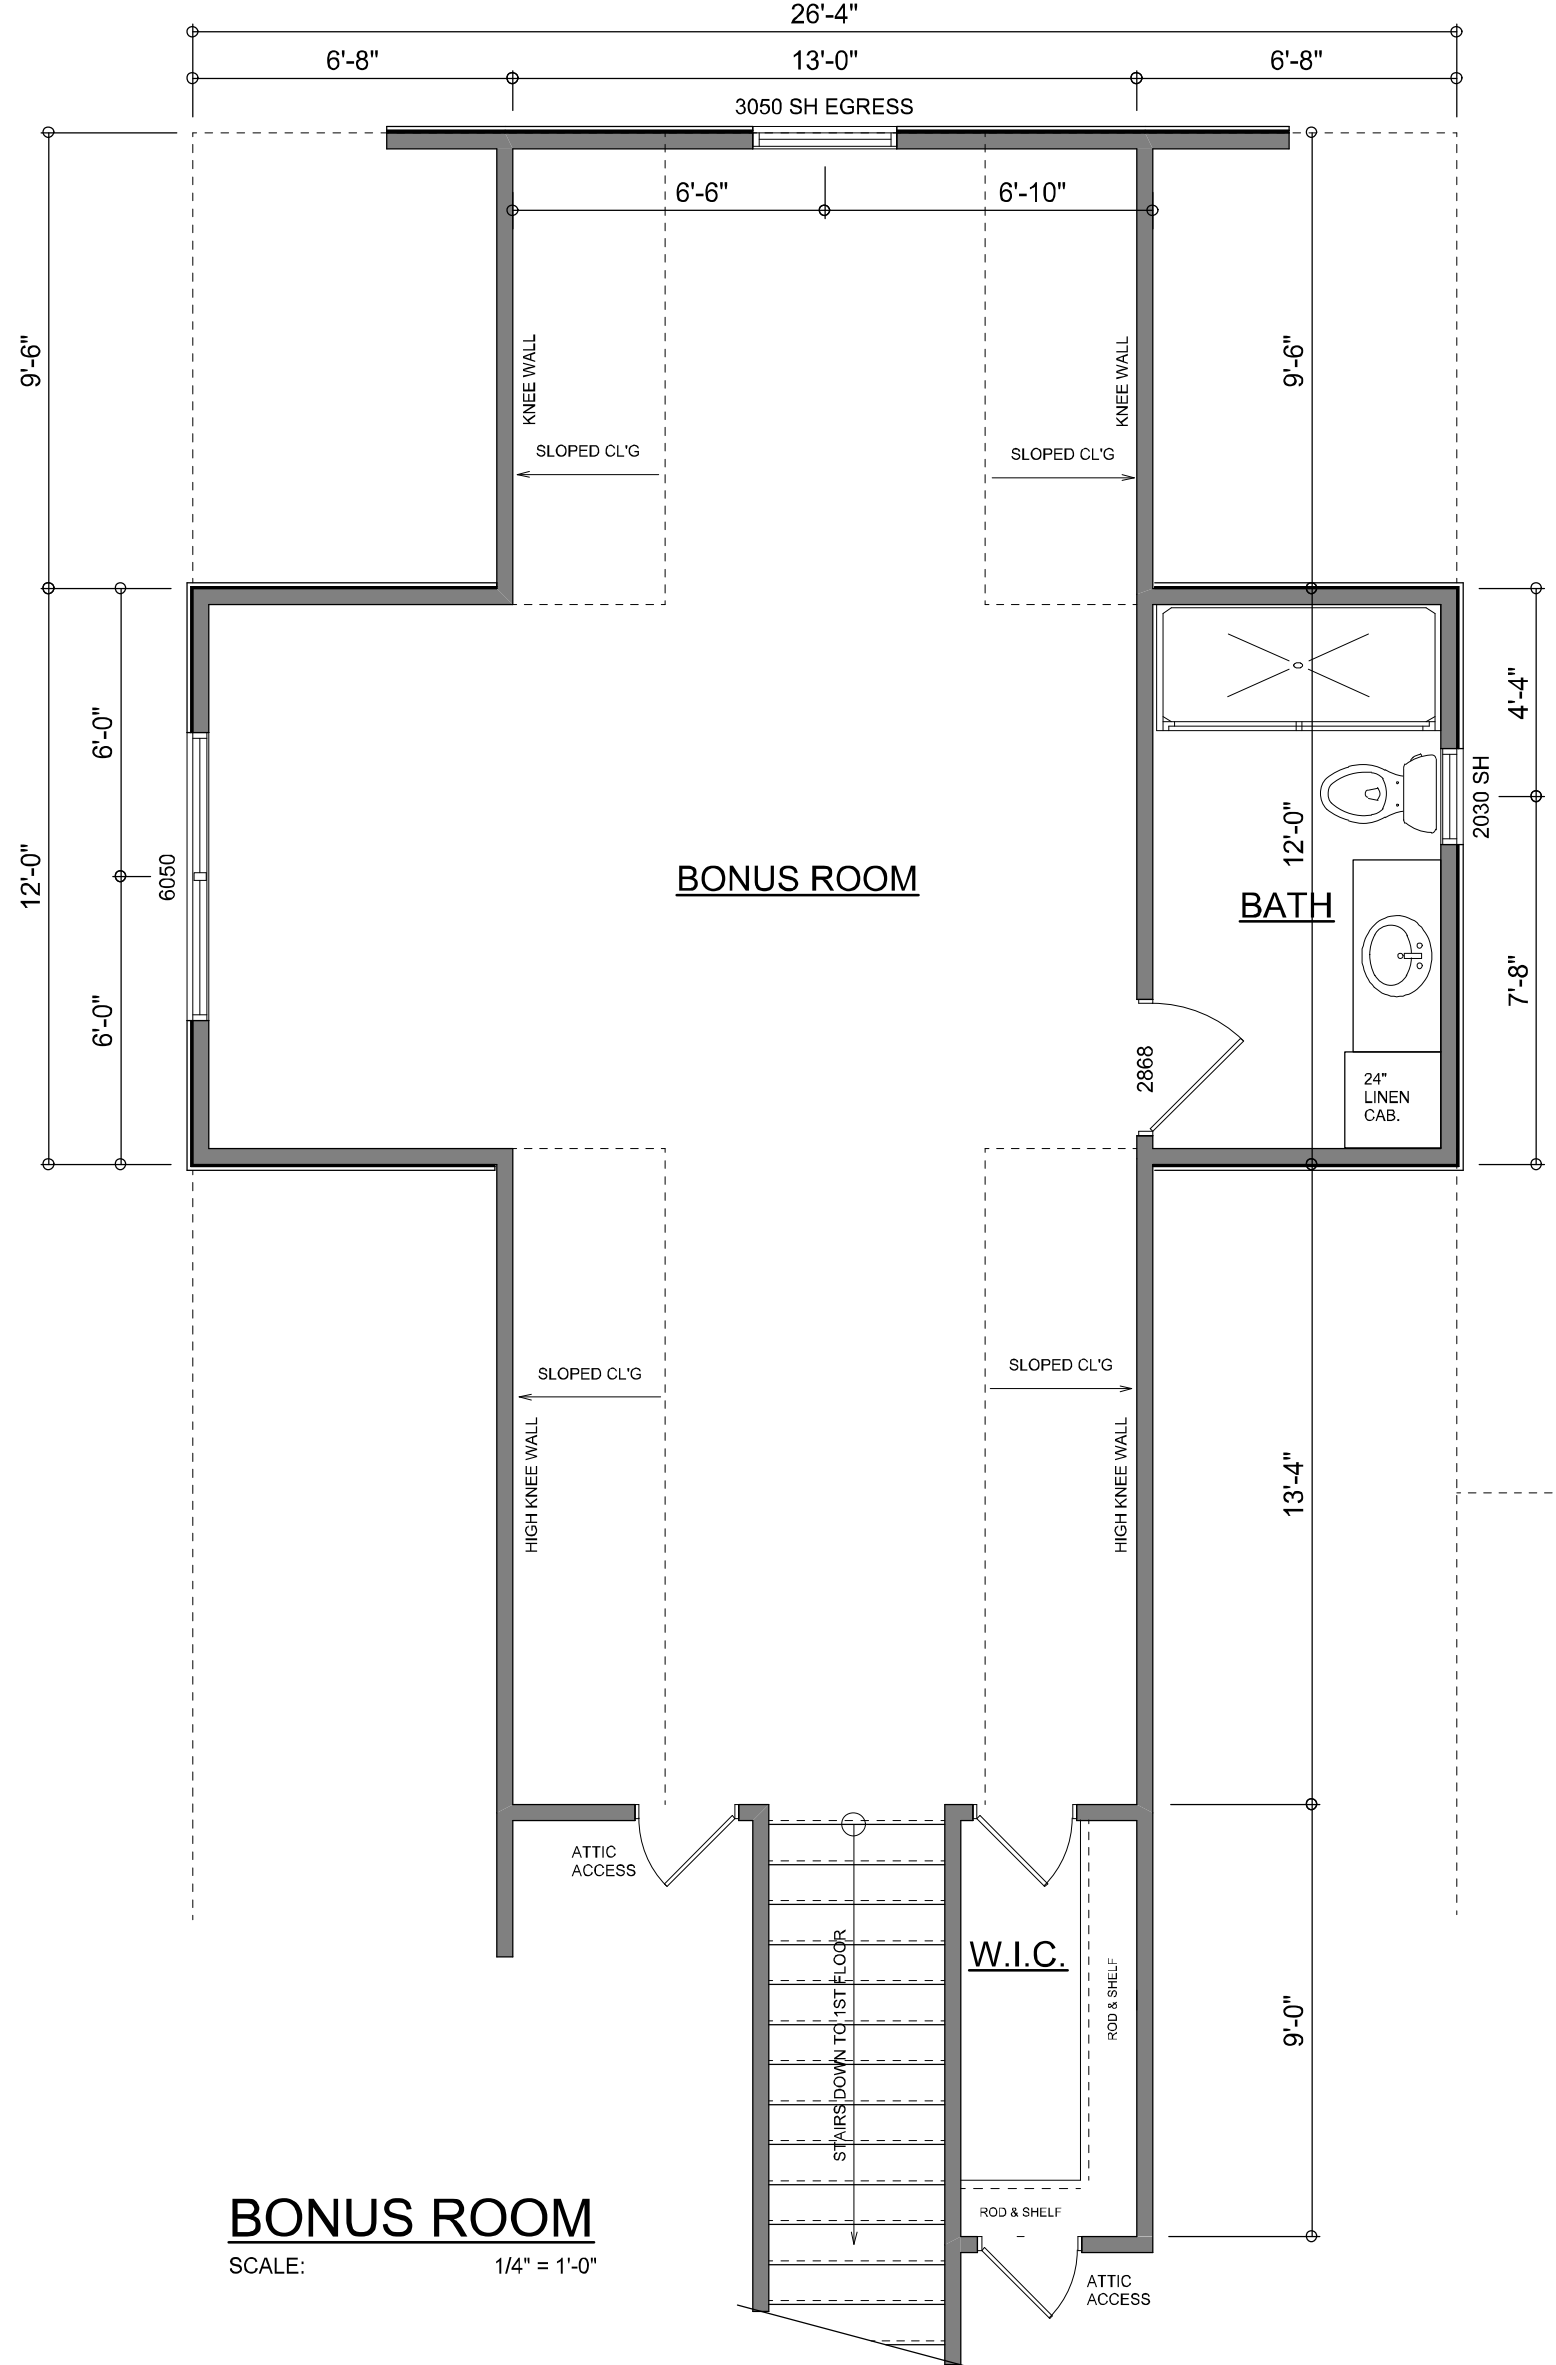 26'-4"
6'-8"
13'-0"
6'-8"
3050 SH EGRESS
6'-6"
6'-10"
9'-6"
KNEE WALL
KNEE WALL
9'-6"
SLOPED CL'G
SLOPED CL'G
6'-0"
4'-4"
2030 SH
12'-0"
12'-0"
6050
BONUS ROOM
BATH
6'-0"
7'-8"
2868
24"
LINEN
CAB.
SLOPED CL'G
SLOPED CL'G
HIGH KNEE WALL
HIGH KNEE WALL
13'-4"
ATTIC
ACCESS
STAIRS DOWN TO 1ST FLOOR
W.I.C.
ROD & SHELF
9'-0"
ROD & SHELF
BONUS ROOM
SCALE: 1/4" = 1'-0"
ATTIC
ACCESS